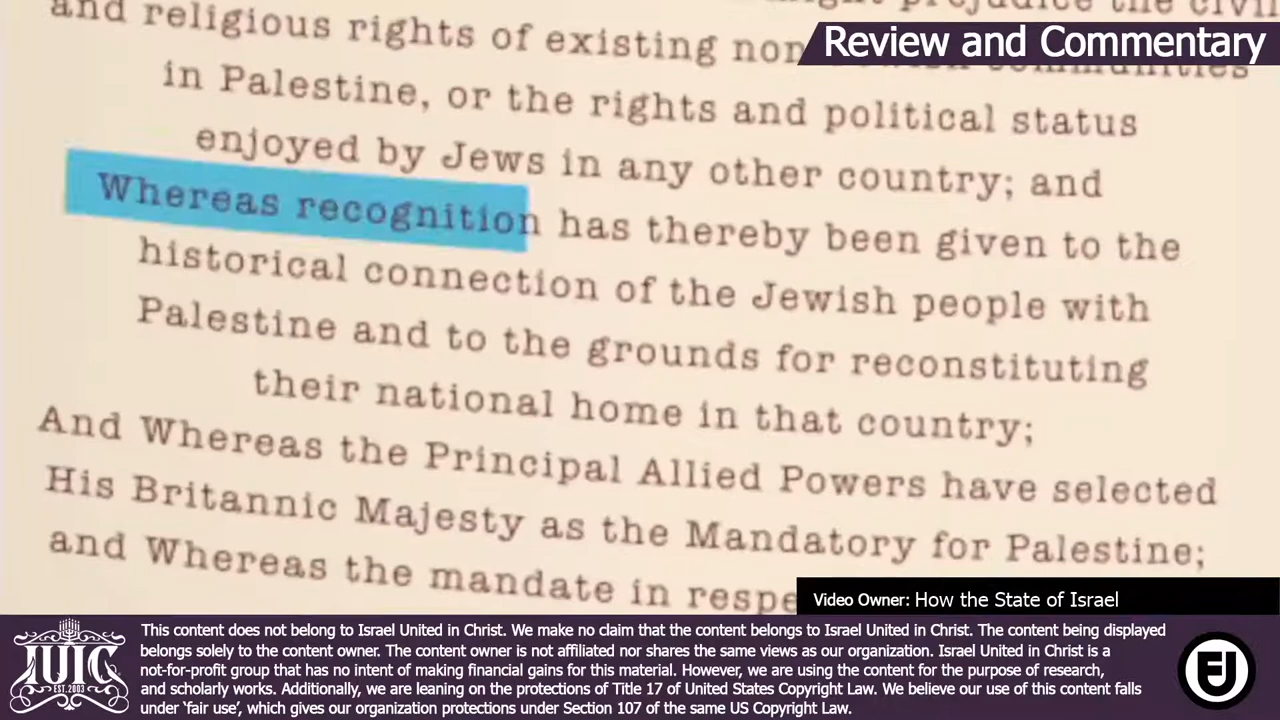 and religious rights of existing non
in Palestine, or the rights and political status
enjoyed by Jews in any other country; and
Whereas recognition has thereby been given to the
historical connection of the Jewish people with
Palestine and to the grounds for reconstituting
their national home in that country;
And Whereas the Principal Allied Powers have selected
His Britannic Majesty as the Mandatory for Palestine;
and Whereas the mandate in respe
Review and Commentary
Video Owner: How the State of Israel
IUIC
EST. 2003
This content does not belong to Israel United in Christ. We make no claim that the content belongs to Israel United in Christ. The content being displayed
belongs solely to the content owner. The content owner is not affiliated nor shares the same views as our organization. Israel United in Christ is a
not-for-profit group that has no intent of making financial gains for this material. However, we are using the content for the purpose of research,
and scholarly works. Additionally, we are leaning on the protections of Title 17 of United States Copyright Law. We believe our use of this content falls
under ‘fair use’, which gives our organization protections under Section 107 of the same US Copyright Law.